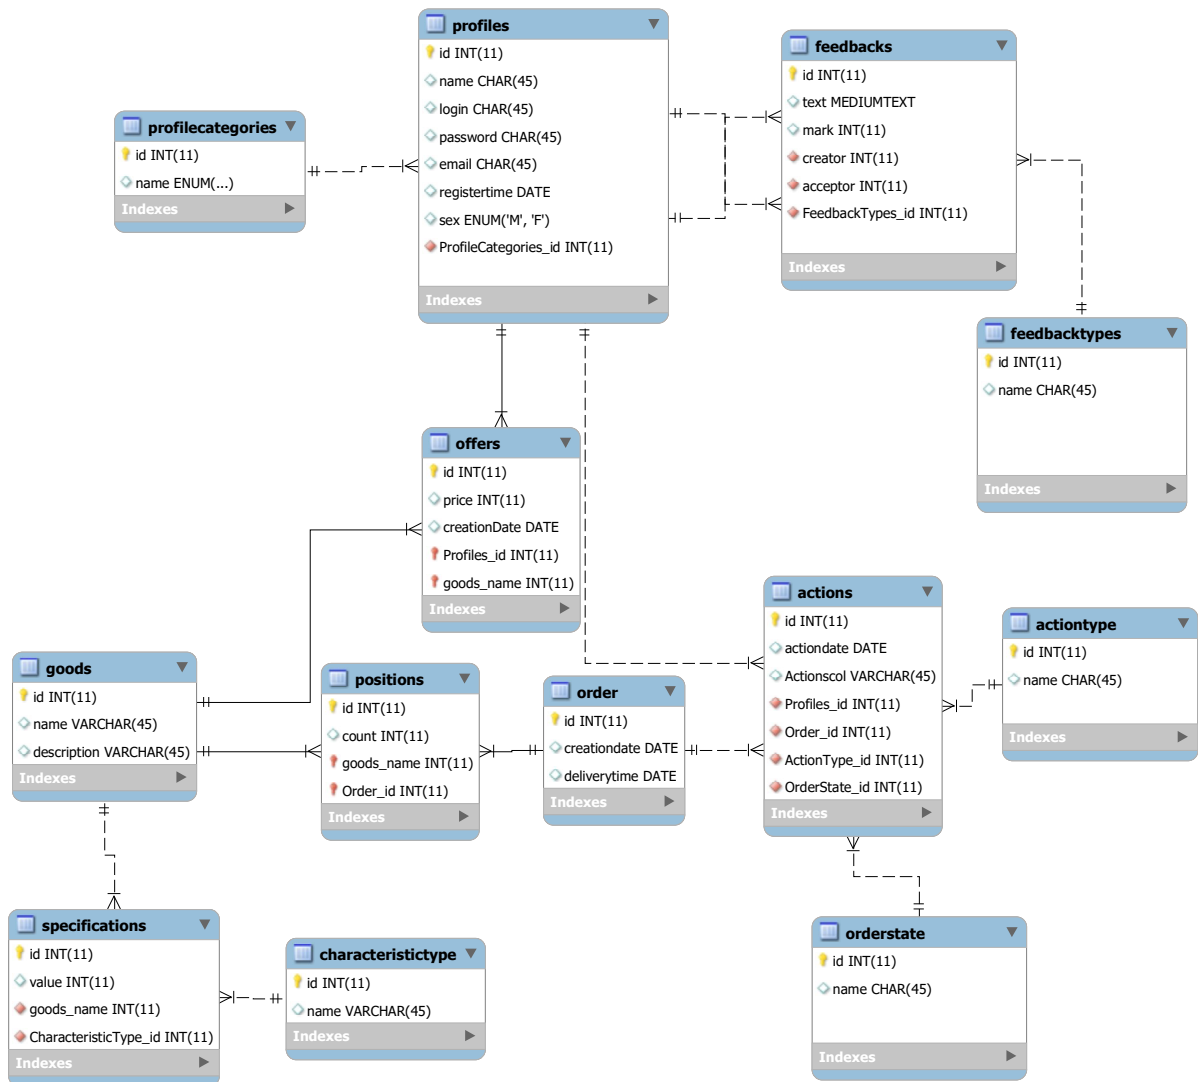 profiles
id INT(11)
name CHAR(45)
login CHAR(45)
password CHAR(45)
email CHAR(45)
registertime DATE
sex ENUM('M', 'F')
ProfileCategories_id INT(11)
Indexes
feedbacks
id INT(11)
text MEDIUMTEXT
mark INT(11)
creator INT(11)
acceptor INT(11)
FeedbackTypes_id INT(11)
Indexes
profilecategories
id INT(11)
name ENUM(...)
Indexes
feedbacktypes
id INT(11)
name CHAR(45)
Indexes
offers
id INT(11)
price INT(11)
creationDate DATE
Profiles_id INT(11)
goods_name INT(11)
Indexes
actions
id INT(11)
actiondate DATE
Actionscol VARCHAR(45)
Profiles_id INT(11)
Order_id INT(11)
ActionType_id INT(11)
OrderState_id INT(11)
Indexes
actiontype
id INT(11)
name CHAR(45)
Indexes
goods
id INT(11)
name VARCHAR(45)
description VARCHAR(45)
Indexes
positions
id INT(11)
count INT(11)
goods_name INT(11)
Order_id INT(11)
Indexes
order
id INT(11)
creationdate DATE
deliverytime DATE
Indexes
specifications
id INT(11)
value INT(11)
goods_name INT(11)
CharacteristicType_id INT(11)
Indexes
characteristictype
id INT(11)
name VARCHAR(45)
Indexes
orderstate
id INT(11)
name CHAR(45)
Indexes